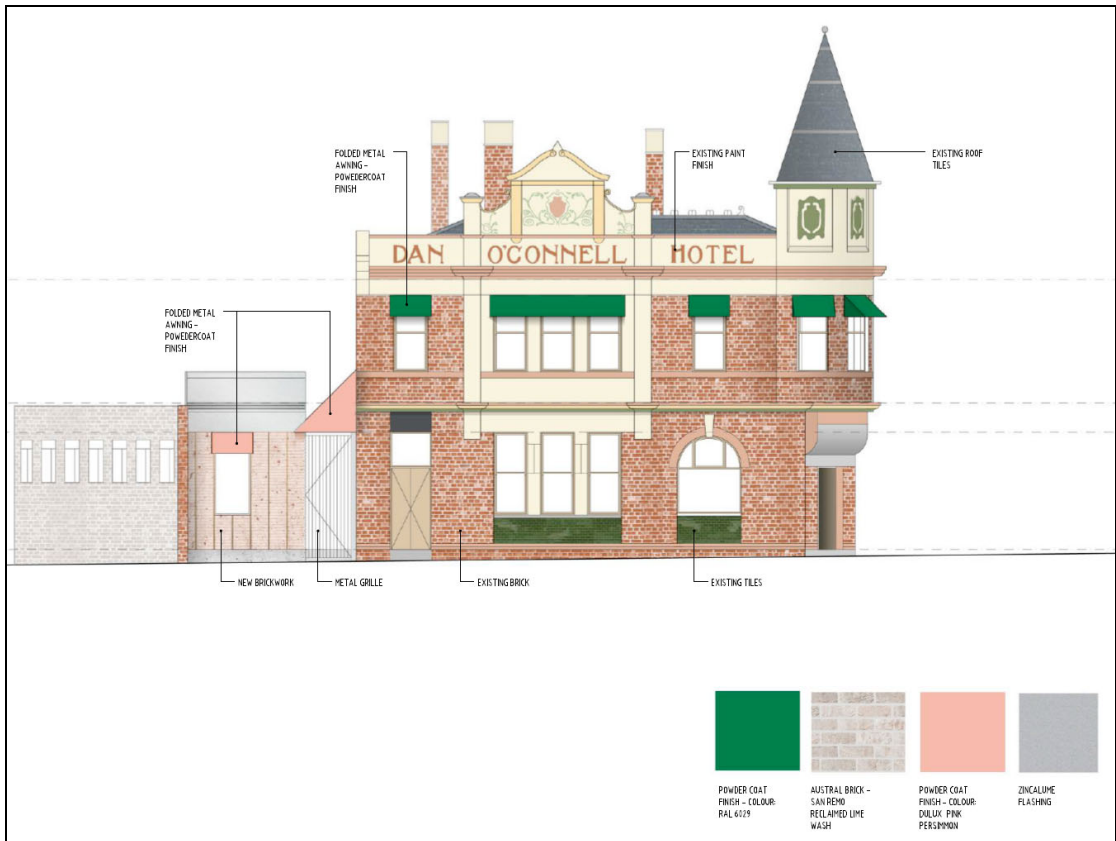 FOLDED METAL
AWNING -
POWEDERCOAT
FINISH
EXISTING PAINT
FINISH
EXISTING ROOF
TILES
DAN O'CONNELL HOTEL
FOLDED METAL
AWNING -
POWEDERCOAT
FINISH
NEW BRICKWORK
METAL GRILLE
EXISTING BRICK
EXISTING TILES
POWDER COAT
FINISH - COLOUR:
RAL 6029
AUSTRAL BRICK -
SAN REMO
RECLAIMED LIME
WASH
POWDER COAT
FINISH - COLOUR:
DULUX PINK
PERSIMMON
ZINCALUME
FLASHING